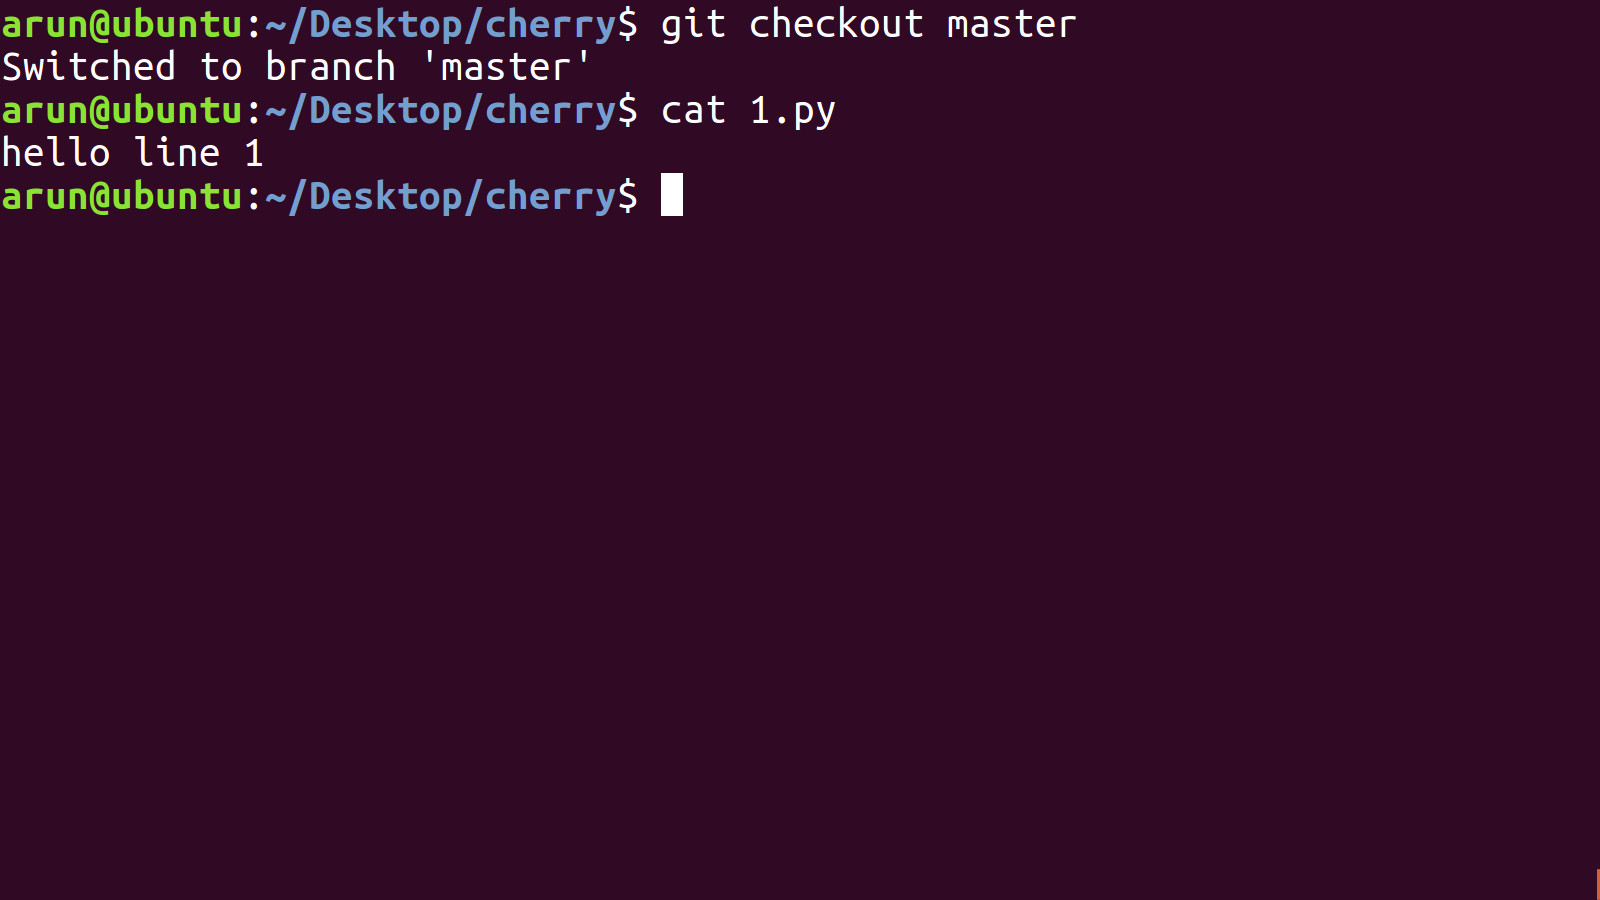 arun@ubuntu:~/Desktop/cherry$ git checkout master
Switched to branch 'master'
arun@ubuntu:~/Desktop/cherry$ cat 1.py
hello line 1
arun@ubuntu:~/Desktop/cherry$